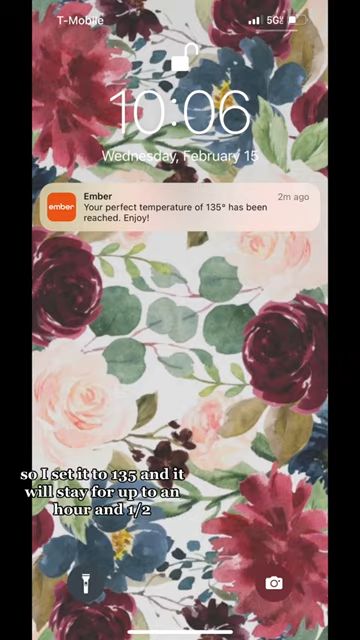 T-Mobile 5G
10:06
Wednesday, February 15
ember
Ember 2m ago
Your perfect temperature of 135° has been
reached. Enjoy!
so I set it to 135 and it
will stay for up to an
hour and 1/2